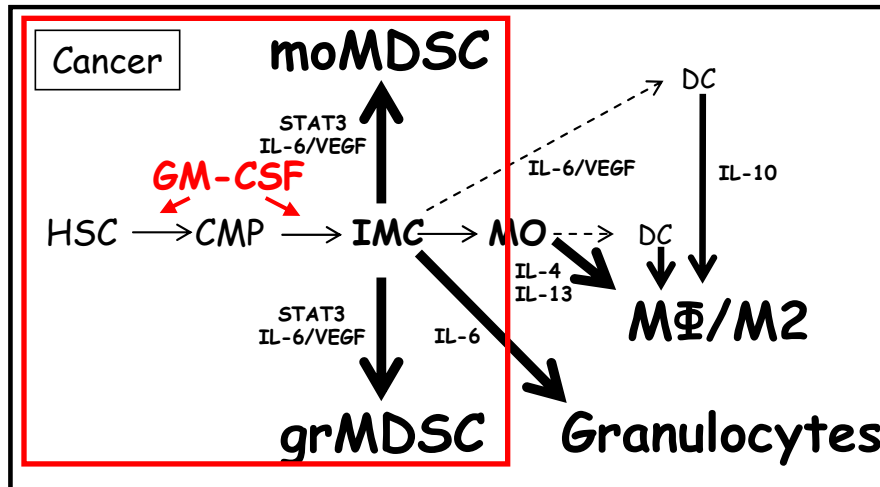 Cancer
moMDSC
DC
STAT3
IL-6/VEGF
IL-6/VEGF
IL-10
GM-CSF
HSC
CMP
IMC
MO
DC
IL-4
IL-13
STAT3
IL-6/VEGF
IL-6
MΦ/M2
grMDSC
Granulocytes